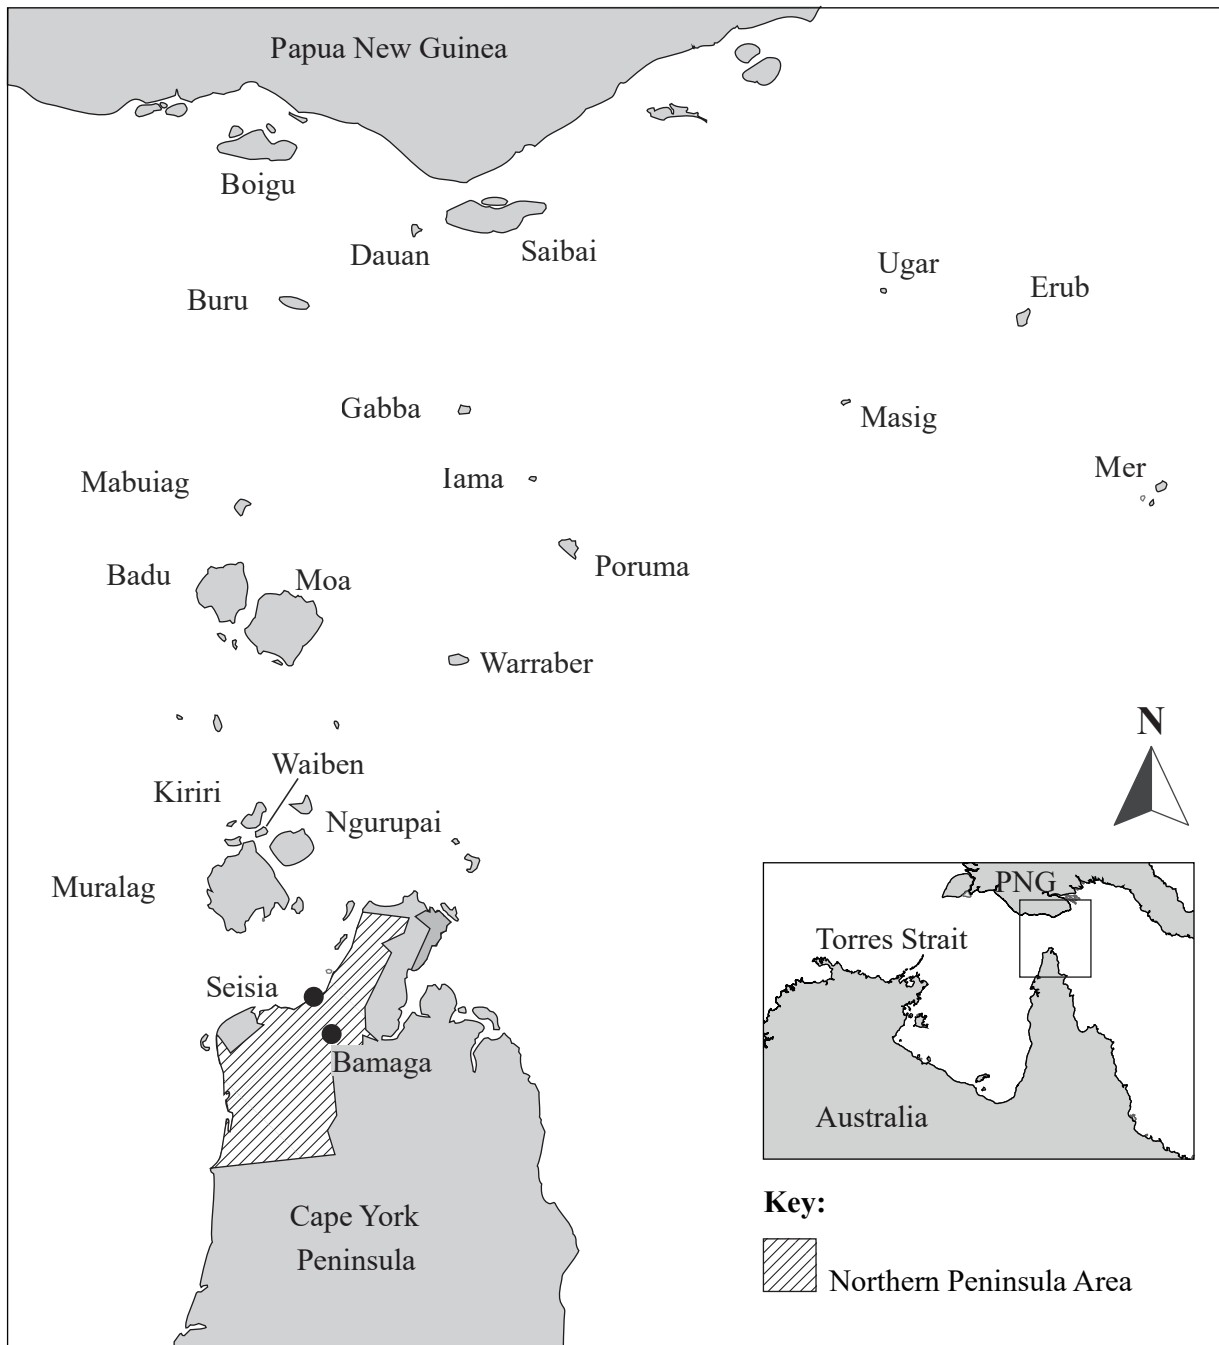 Papua New Guinea
Boigu
Dauan
Saibai
Ugar
Erub
Buru
Gabba
Masig
Mabuiag
Iama
Mer
Badu
Moa
Poruma
Warraber
N
Waiben
Kiriri
Ngurupai
Muralag
PNG
Torres Strait
Seisia
Bamaga
Australia
Key:
Cape York
Peninsula
Northern Peninsula Area